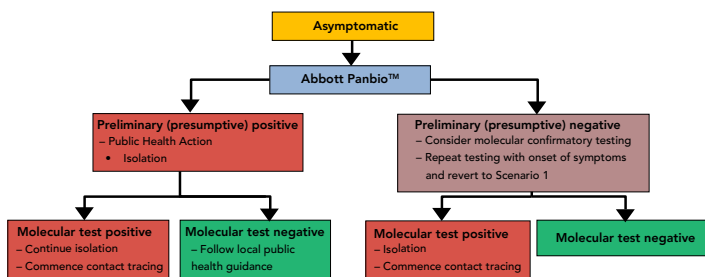 Asymptomatic
Abbott Panbio™
Preliminary (presumptive) positive
– Public Health Action
• Isolation
Preliminary (presumptive) negative
– Consider molecular confirmatory testing
– Repeat testing with onset of symptoms
and revert to Scenario 1
Molecular test positive
– Continue isolation
– Commence contact tracing
Molecular test negative
– Follow local public
health guidance
Molecular test positive
– Isolation
– Commence contact tracing
Molecular test negative